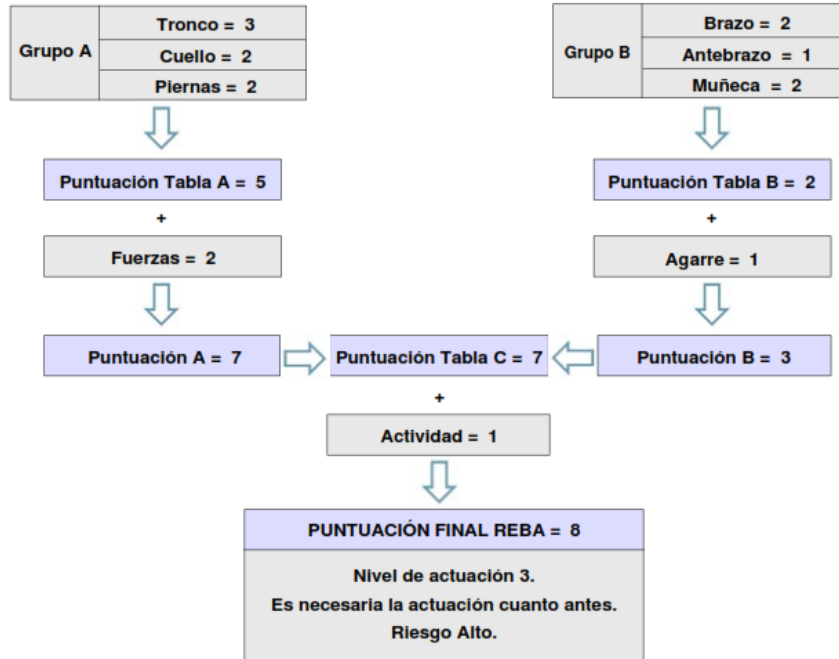 Grupo A
Tronco = 3
Cuello = 2
Piernas = 2
Grupo B
Brazo = 2
Antebrazo = 1
Muñeca = 2
Puntuación Tabla A = 5
Puntuación Tabla B = 2
+
+
Fuerzas = 2
Agarre = 1
Puntuación A = 7
Puntuación Tabla C = 7
Puntuación B = 3
+
Actividad = 1
PUNTUACIÓN FINAL REBA = 8
Nivel de actuación 3.
Es necesaria la actuación cuanto antes.
Riesgo Alto.